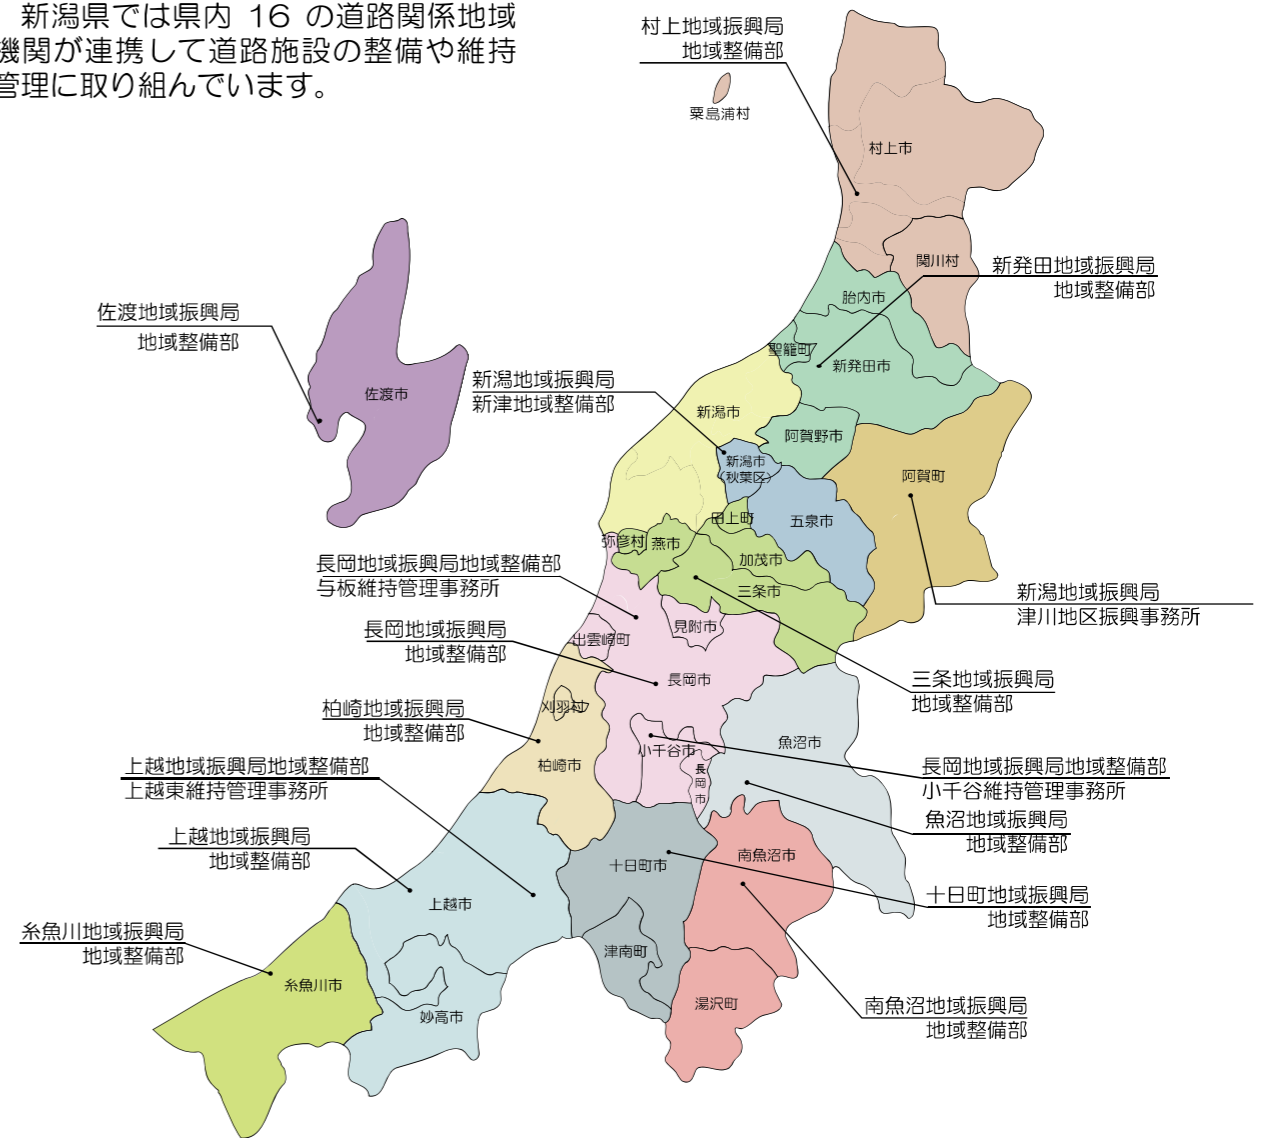 新潟県では県内 16 の道路関係地域
機関が連携して道路施設の整備や維持
管理に取り組んでいます。
村上地域振興局
地域整備部
粟島浦村
村上市
関川村
新発田地域振興局
地域整備部
胎内市
聖籠町
新発田市
佐渡地域振興局
地域整備部
佐渡市
新潟地域振興局
新津地域整備部
新潟市
阿賀野市
新潟市
(秋葉区)
阿賀町
田上町
五泉市
弥彦村
燕市
加茂市
三条市
長岡地域振興局地域整備部
与板維持管理事務所
新潟地域振興局
津川地区振興事務所
長岡地域振興局
地域整備部
出雲崎町
見附市
長岡市
三条地域振興局
地域整備部
柏崎地域振興局
地域整備部
刈羽村
柏崎市
小千谷市
長
岡
市
魚沼市
上越地域振興局地域整備部
上越東維持管理事務所
長岡地域振興局地域整備部
小千谷維持管理事務所
魚沼地域振興局
地域整備部
上越地域振興局
地域整備部
十日町市
南魚沼市
十日町地域振興局
地域整備部
上越市
糸魚川地域振興局
地域整備部
津南町
糸魚川市
妙高市
湯沢町
南魚沼地域振興局
地域整備部